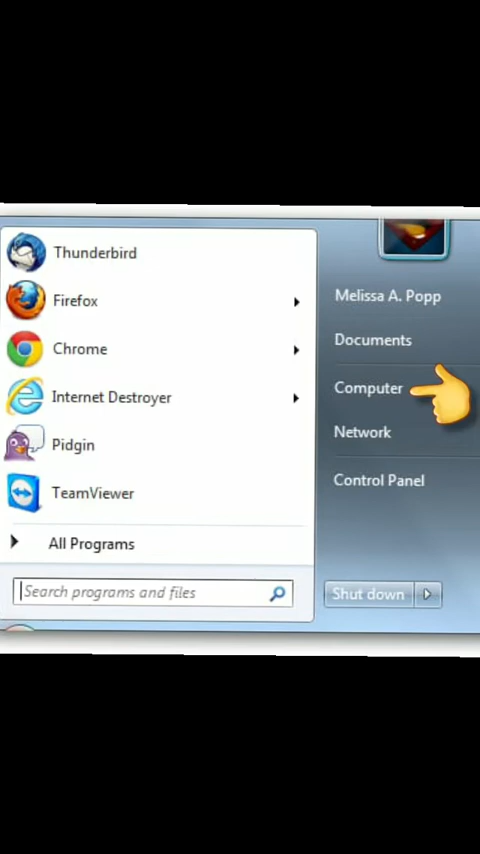 Thunderbird
Firefox
Chrome
Internet Destroyer
Pidgin
TeamViewer
All Programs
Search programs and files
Melissa A. Popp
Documents
Computer
Network
Control Panel
Shut down